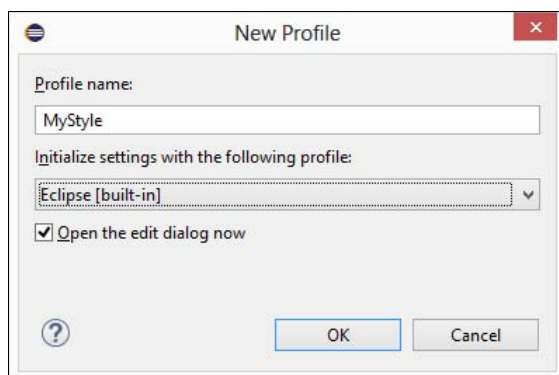 New Profile
Profile name:
MyStyle
Initialize settings with the following profile:
Eclipse [built-in]
Open the edit dialog now
?
OK
Cancel